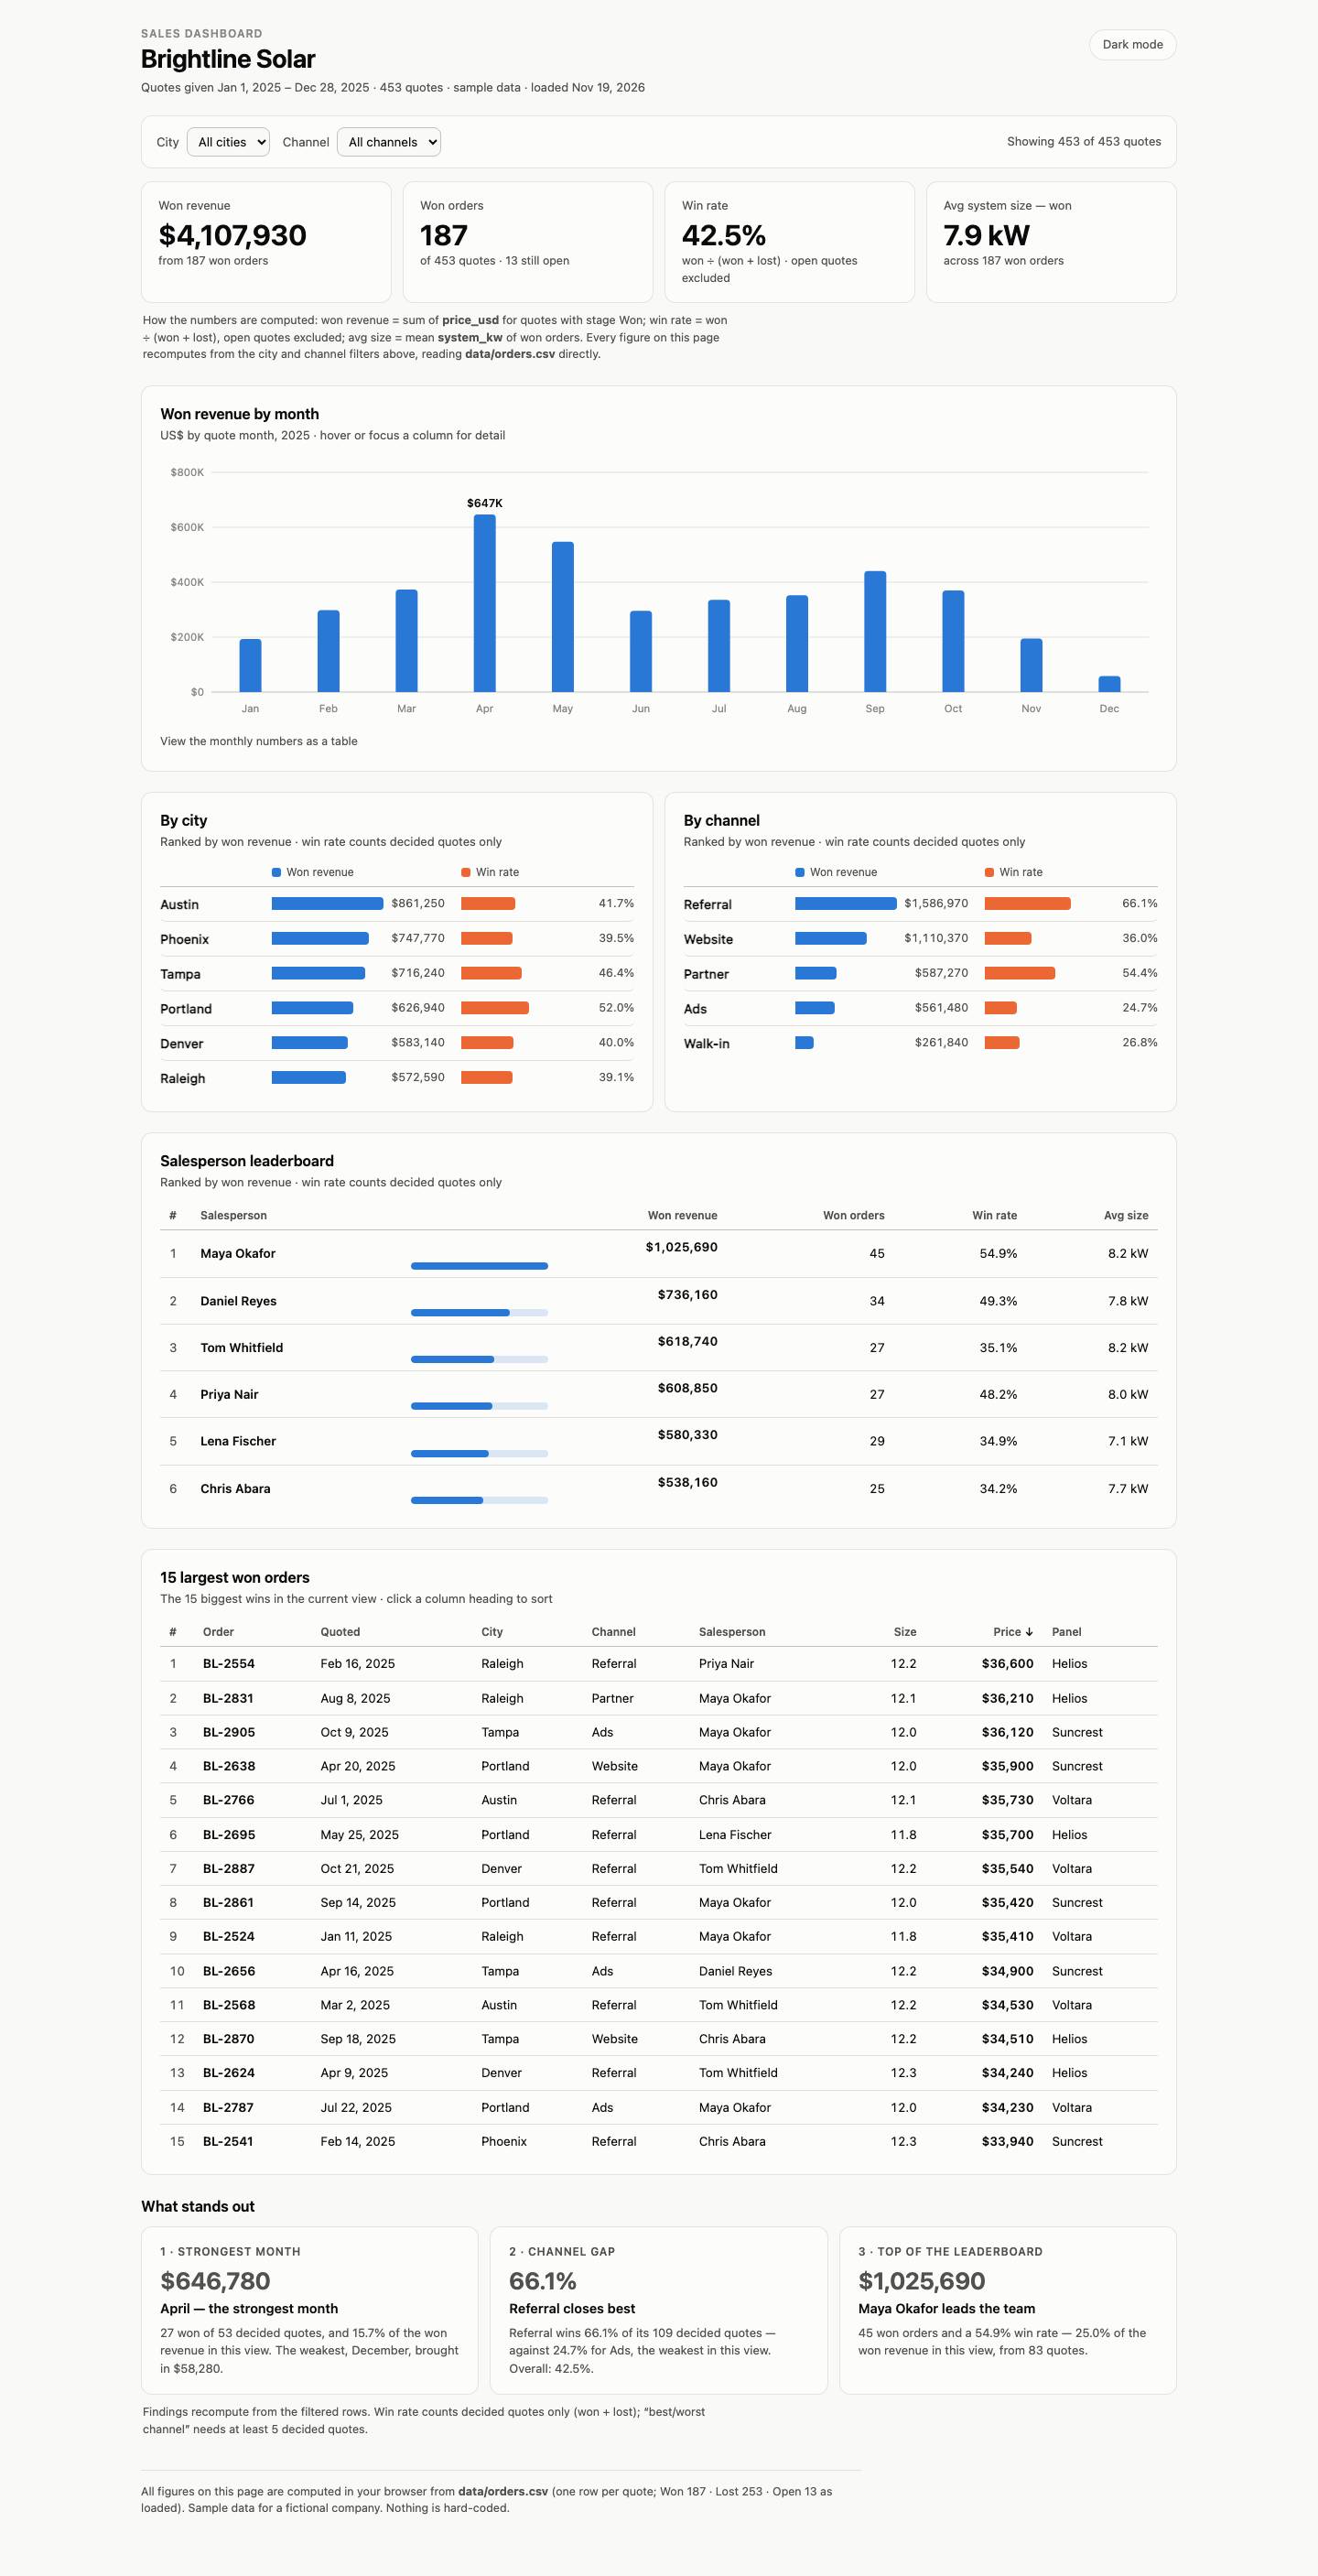 SALES DASHBOARD
Brightline Solar
Dark mode
Quotes given Jan 1, 2025 – Dec 28, 2025 · 453 quotes · sample data · loaded Nov 19, 2026
City All cities Channel All channels Showing 453 of 453 quotes
Won revenue
$4,107,930
from 187 won orders
Won orders
187
of 453 quotes · 13 still open
Win rate
42.5%
won ÷ (won + lost) · open quotes
excluded
Avg system size — won
7.9 kW
across 187 won orders
How the numbers are computed: won revenue = sum of price_usd for quotes with stage Won; win rate = won
÷ (won + lost), open quotes excluded; avg size = mean system_kw of won orders. Every figure on this page
recomputes from the city and channel filters above, reading data/orders.csv directly.
Won revenue by month
US$ by quote month, 2025 · hover or focus a column for detail
$800K
$647K
$600K
$400K
$200K
$0
Jan Feb Mar Apr May Jun Jul Aug Sep Oct Nov Dec
View the monthly numbers as a table
By city
Ranked by won revenue · win rate counts decided quotes only
Won revenue Win rate
Austin $861,250 41.7%
Phoenix $747,770 39.5%
Tampa $716,240 46.4%
Portland $626,940 52.0%
Denver $583,140 40.0%
Raleigh $572,590 39.1%
By channel
Ranked by won revenue · win rate counts decided quotes only
Won revenue Win rate
Referral $1,586,970 66.1%
Website $1,110,370 36.0%
Partner $587,270 54.4%
Ads $561,480 24.7%
Walk-in $261,840 26.8%
Salesperson leaderboard
Ranked by won revenue · win rate counts decided quotes only
# Salesperson Won revenue Won orders Win rate Avg size
1 Maya Okafor $1,025,690 45 54.9% 8.2 kW
2 Daniel Reyes $736,160 34 49.3% 7.8 kW
3 Tom Whitfield $618,740 27 35.1% 8.2 kW
4 Priya Nair $608,850 27 48.2% 8.0 kW
5 Lena Fischer $580,330 29 34.9% 7.1 kW
6 Chris Abara $538,160 25 34.2% 7.7 kW
15 largest won orders
The 15 biggest wins in the current view · click a column heading to sort
# Order Quoted City Channel Salesperson Size Price ↓ Panel
1 BL-2554 Feb 16, 2025 Raleigh Referral Priya Nair 12.2 $36,600 Helios
2 BL-2831 Aug 8, 2025 Raleigh Partner Maya Okafor 12.1 $36,210 Helios
3 BL-2905 Oct 9, 2025 Tampa Ads Maya Okafor 12.0 $36,120 Suncrest
4 BL-2638 Apr 20, 2025 Portland Website Maya Okafor 12.0 $35,900 Suncrest
5 BL-2766 Jul 1, 2025 Austin Referral Chris Abara 12.1 $35,730 Voltara
6 BL-2695 May 25, 2025 Portland Referral Lena Fischer 11.8 $35,700 Helios
7 BL-2887 Oct 21, 2025 Denver Referral Tom Whitfield 12.2 $35,540 Voltara
8 BL-2861 Sep 14, 2025 Portland Referral Maya Okafor 12.0 $35,420 Suncrest
9 BL-2524 Jan 11, 2025 Raleigh Referral Maya Okafor 11.8 $35,410 Voltara
10 BL-2656 Apr 16, 2025 Tampa Ads Daniel Reyes 12.2 $34,900 Suncrest
11 BL-2568 Mar 2, 2025 Austin Referral Tom Whitfield 12.2 $34,530 Voltara
12 BL-2870 Sep 18, 2025 Tampa Website Chris Abara 12.2 $34,510 Helios
13 BL-2624 Apr 9, 2025 Denver Referral Tom Whitfield 12.3 $34,240 Helios
14 BL-2787 Jul 22, 2025 Portland Ads Maya Okafor 12.0 $34,230 Voltara
15 BL-2541 Feb 14, 2025 Phoenix Referral Chris Abara 12.3 $33,940 Suncrest
What stands out
1 · STRONGEST MONTH
$646,780
April — the strongest month
27 won of 53 decided quotes, and 15.7% of the won
revenue in this view. The weakest, December, brought
in $58,280.
2 · CHANNEL GAP
66.1%
Referral closes best
Referral wins 66.1% of its 109 decided quotes —
against 24.7% for Ads, the weakest in this view.
Overall: 42.5%.
3 · TOP OF THE LEADERBOARD
$1,025,690
Maya Okafor leads the team
45 won orders and a 54.9% win rate — 25.0% of the
won revenue in this view, from 83 quotes.
Findings recompute from the filtered rows. Win rate counts decided quotes only (won + lost); “best/worst
channel” needs at least 5 decided quotes.
All figures on this page are computed in your browser from data/orders.csv (one row per quote; Won 187 · Lost 253 · Open 13 as
loaded). Sample data for a fictional company. Nothing is hard-coded.